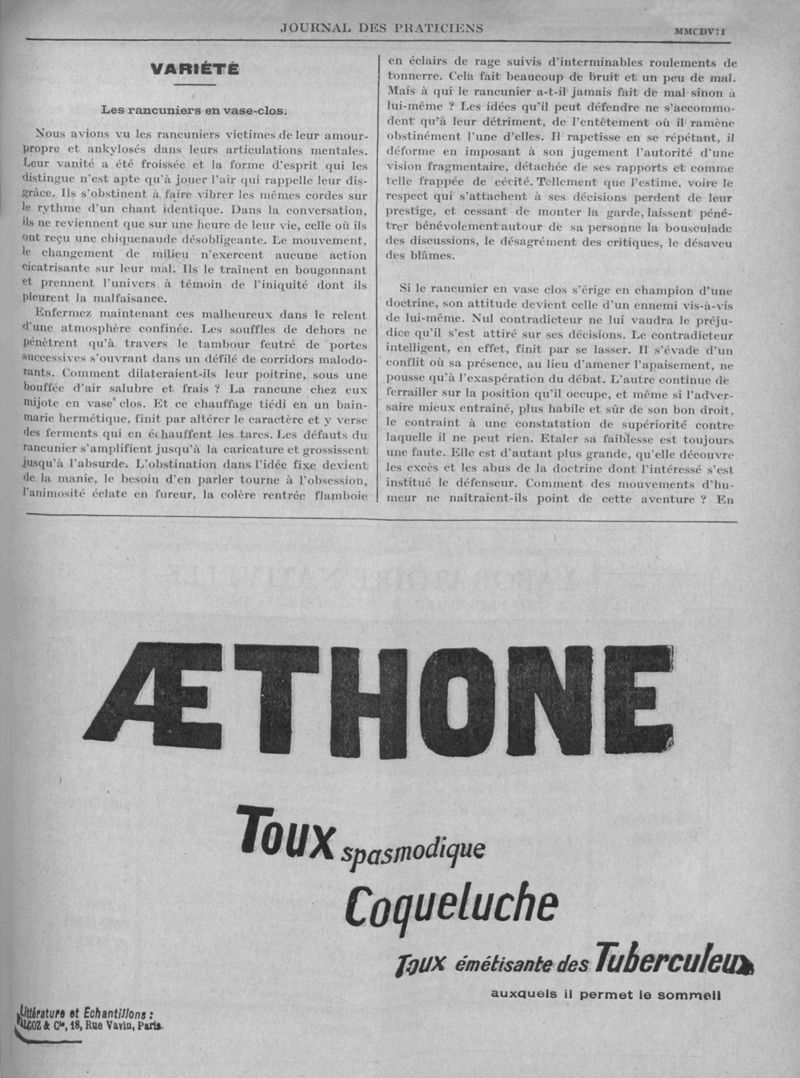 JOURNAL DES PRATICIENS
VARIÉTÉ
Les rancuniers en vase-clos.
Nous avions vu les rancuniers victimes de leur amour-
propre et ankylosés dans leurs articulations mentales.
Leur vanité a été froissée et la forme d'esprit qui les
distingue n'est apte qu'à jouer l'air qui rappelle leur dis-
grâce. Ils s'obstinent à faire vibrer les mêmes cordes sur
le rythme d'un chant identique. Dans la conversation,
ils ne reviennent que sur une heure de leur vie, celle où ils
ont reçu une chiquenaude désobligeante. Le mouvement,
le changement de milieu n'exercent aucune action
cicatrisante sur leur mal. Ils le traînent en bougonnant
et prennent l'univers à témoin de l'iniquité dont ils
pleurent la malfaisance.
Enfermez maintenant ces malheureux dans le relent
d'une atmosphère confinée. Les souffles de dehors ne
pénètrent qu'à travers le tambour feutré de portes
successives s'ouvrant dans un défilé de corridors malodo-
rants. Comment dilateraient-ils leur poitrine, sous une
bouffée d'air salubre et frais ? La rancune chez eux
mijote en vase clos. Et ce chauffage tiédi en un bain-
marie hermétique, finit par altérer le caractère et y verse
des ferments qui en échauffent les tares. Les défauts du
rancunier s'amplifient jusqu'à la caricature et grossissent
jusqu'à l'absurde. L'obstination dans l'idée fixe devient
de la manie, le besoin d'en parler tourne à l'obsession,
l'animosité éclate en fureur, la colère rentrée flamboie
en éclairs de rage suivis d'interminables roulements de
tonnerre. Cela fait beaucoup de bruit et un peu de mal.
Mais à qui le rancunier a-t-il jamais fait de mal sinon à
lui-même ? Les idées qu'il peut défendre ne s'accommo-
dent qu'à leur détriment, de l'entêtement où il ramène
obstinément l'une d'elles. Il rapetisse en se répétant, il
déforme en imposant à son jugement l'autorité d'une
vision fragmentaire, détachée de ses rapports et comme
telle frappée de cécité. Tellement que l'estime, voire le
respect qui s'attachent à ses décisions perdent de leur
prestige, et cessant de monter la garde, laissent péné-
trer bénévolement autour de sa personne la bousculade
des discussions, le désagrément des critiques, le désaveu
des blâmes.
Si le rancunier en vase clos s'érige en champion d'une
doctrine, son attitude devient celle d'un ennemi vis-à-vis
de lui-même. Nul contradicteur ne lui vaudra le préju-
dice qu'il s'est attiré sur ses décisions. Le contradicteur
intelligent, en effet, finit par se lasser. Il s'évade d'un
conflit où sa présence, au lieu d'amener l'apaisement, ne
pousse qu'à l'exaspération du débat. L'autre continue de
ferrailler sur la position qu'il occupe, et même si l'adver-
saire mieux entraîné, plus habile et sûr de son bon droit,
le contraint à une constatation de supériorité contre
laquelle il ne peut rien. Etaler sa faiblesse est toujours
une faute. Elle est d'autant plus grande, qu'elle découvre
les excès et les abus de la doctrine dont l'intéressé s'est
institué le défenseur. Comment des mouvements d'hu-
meur ne naîtraient-ils point de cette aventure ? En
ÆTHONE
Toux spasmodique
Coqueluche
Toux émétisante des Tuberculeux
auxquels il permet le sommeil
Littérature et Echantillons :
& Cie, 18, Rue Vavin, Paris.